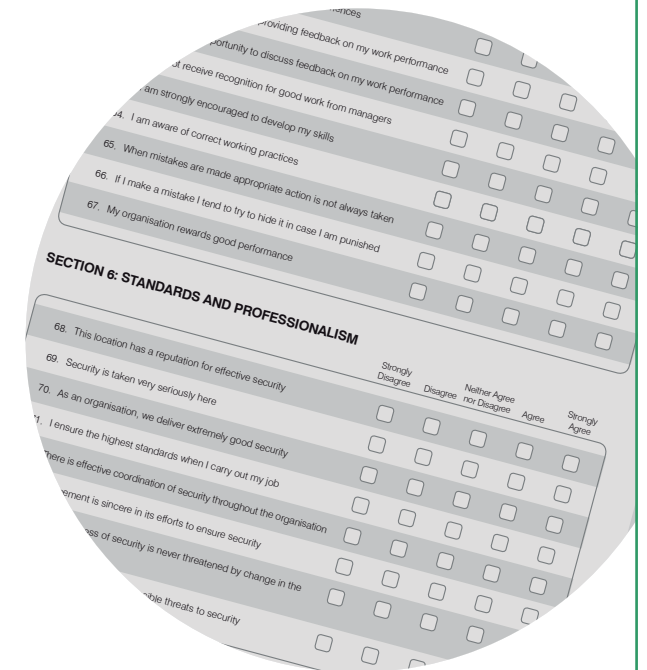 roviding feedback on my work performance
portunity to discuss feedback on my work performance
ot receive recognition for good work from managers
am strongly encouraged to develop my skills
64. I am aware of correct working practices
65. When mistakes are made appropriate action is not always taken
66. If I make a mistake I tend to try to hide it in case I am punished
67. My organisation rewards good performance
SECTION 6: STANDARDS AND PROFESSIONALISM
Strongly Disagree
Disagree
Neither Agree nor Disagree
Agree
Strongly Agree
68. This location has a reputation for effective security
69. Security is taken very seriously here
70. As an organisation, we deliver extremely good security
1. I ensure the highest standards when I carry out my job
There is effective coordination of security throughout the organisation
ement is sincere in its efforts to ensure security
ess of security is never threatened by change in the
ible threats to security